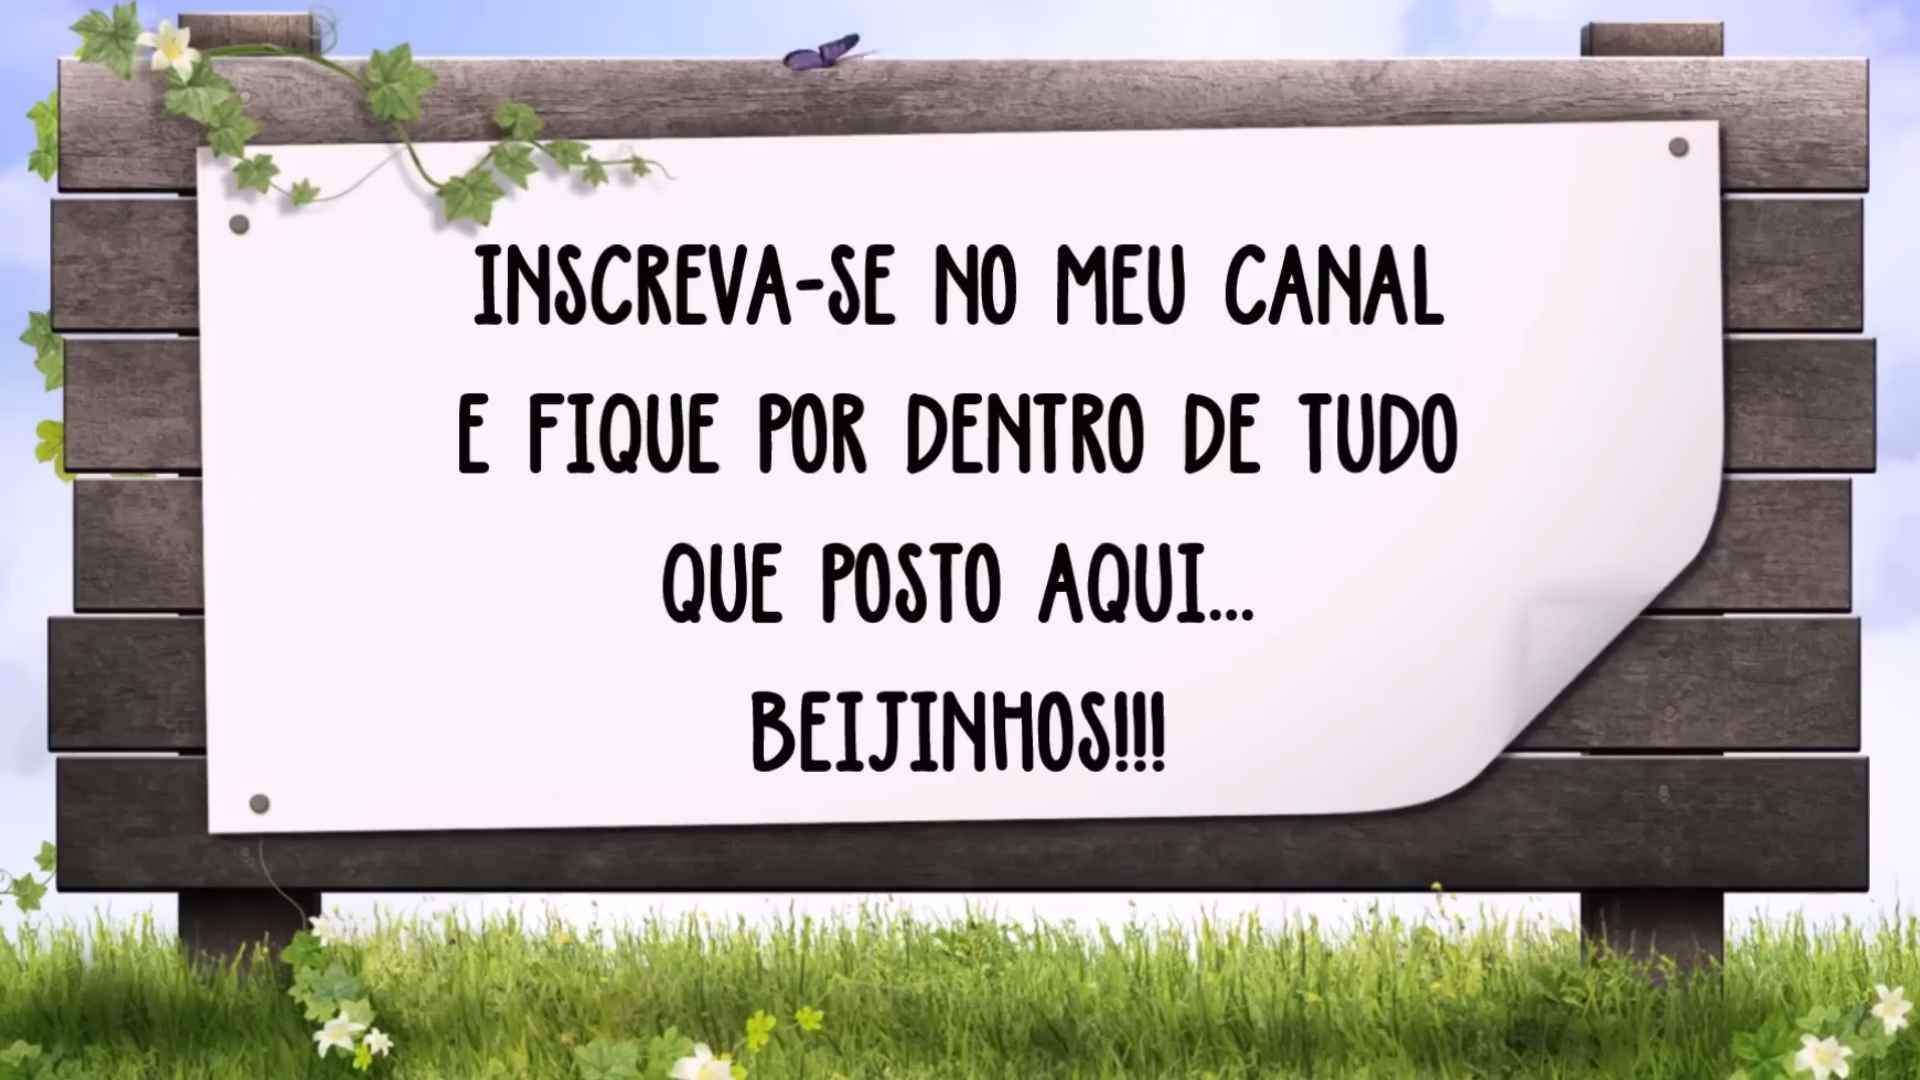 INSCREVA-SE NO MEU CANAL
E FIQUE POR DENTRO DE TUDO
QUE POSTO AQUI...
BEIJINHOS!!!